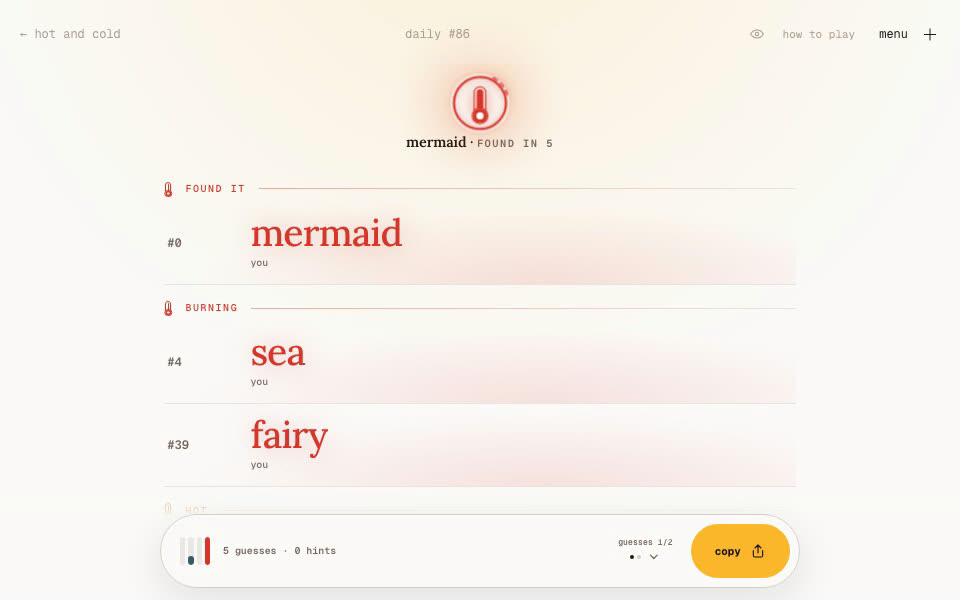 ← hot and cold
daily #86
how to play
menu
mermaid · FOUND IN 5
FOUND IT
#0
mermaid
you
BURNING
#4
sea
you
#39
fairy
you
HOT
5 guesses · 0 hints
guesses 1/2
copy